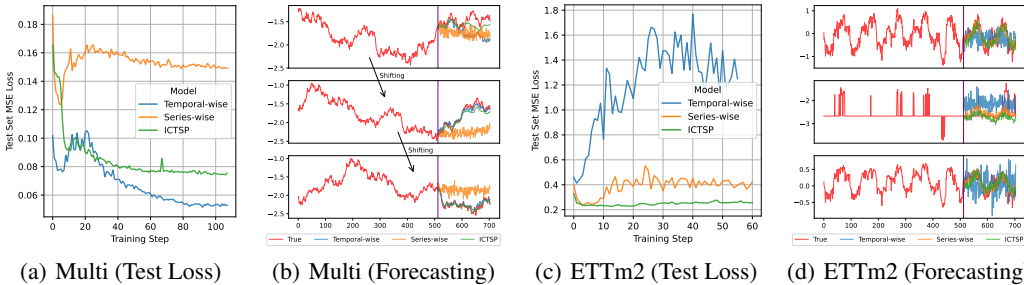 0.18
0.16
0.14
0.12
0.10
0.08
0.06
0 20 40 60 80 100
Test Set MSE Loss
Training Step
Model
Temporal-wise
Series-wise
ICTSP
−1.5
−2.0
−2.5
Shifting
−1.0
−1.5
−2.0
−2.5
Shifting
−1.0
−1.5
−2.0
−2.5
0 100 200 300 400 500 600 700
True Temporal-wise Series-wise ICTSP
1.8
1.6
1.4
1.2
1.0
0.8
0.6
0.4
0.2
0 10 20 30 40 50 60
Test Set MSE Loss
Training Step
Model
Temporal-wise
Series-wise
ICTSP
1
0
−1
−2
−3
0.5
0.0
−0.5
0 100 200 300 400 500 600 700
True Temporal-wise Series-wise ICTSP
(a) Multi (Test Loss) (b) Multi (Forecasting) (c) ETTm2 (Test Loss) (d) ETTm2 (Forecasting)